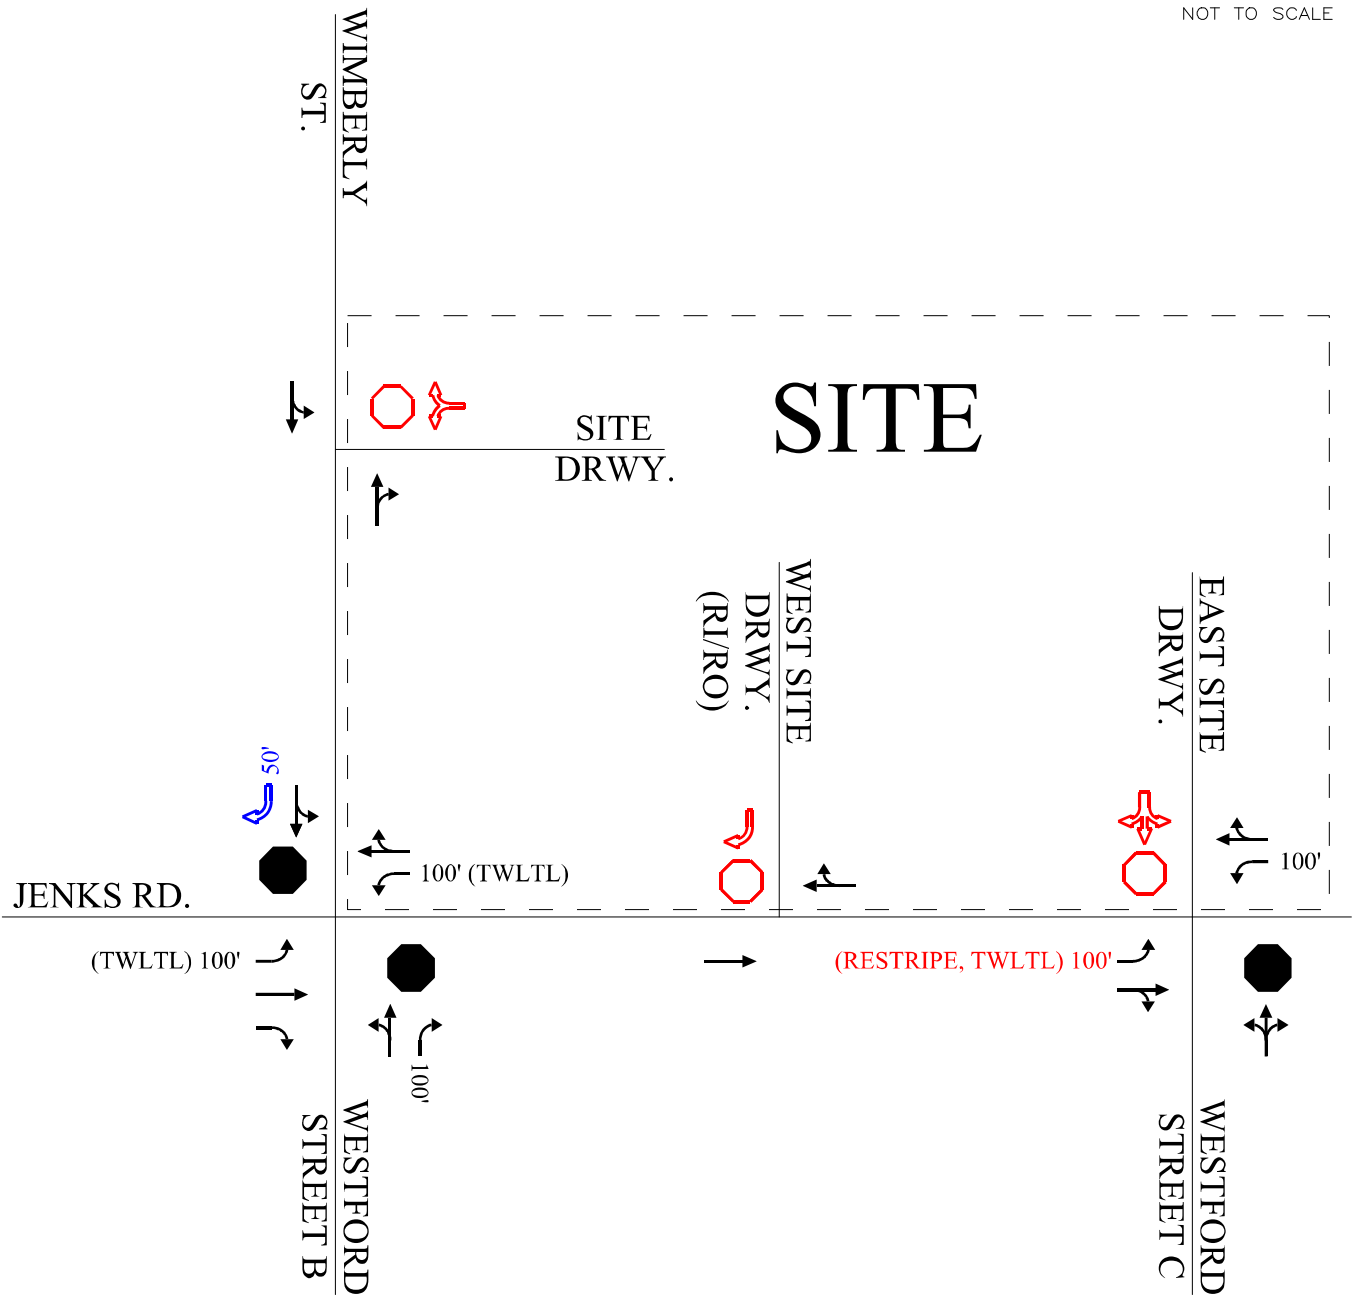 NOT TO SCALE
WIMBERLY
ST.
SITE
SITE
DRWY.
WEST SITE
DRWY.
(RI/RO)
EAST SITE
DRWY.
50'
100' (TWLTL)
100'
JENKS RD.
(TWLTL) 100'
(RESTRIPE, TWLTL) 100'
100'
WESTFORD
STREET B
WESTFORD
STREET C